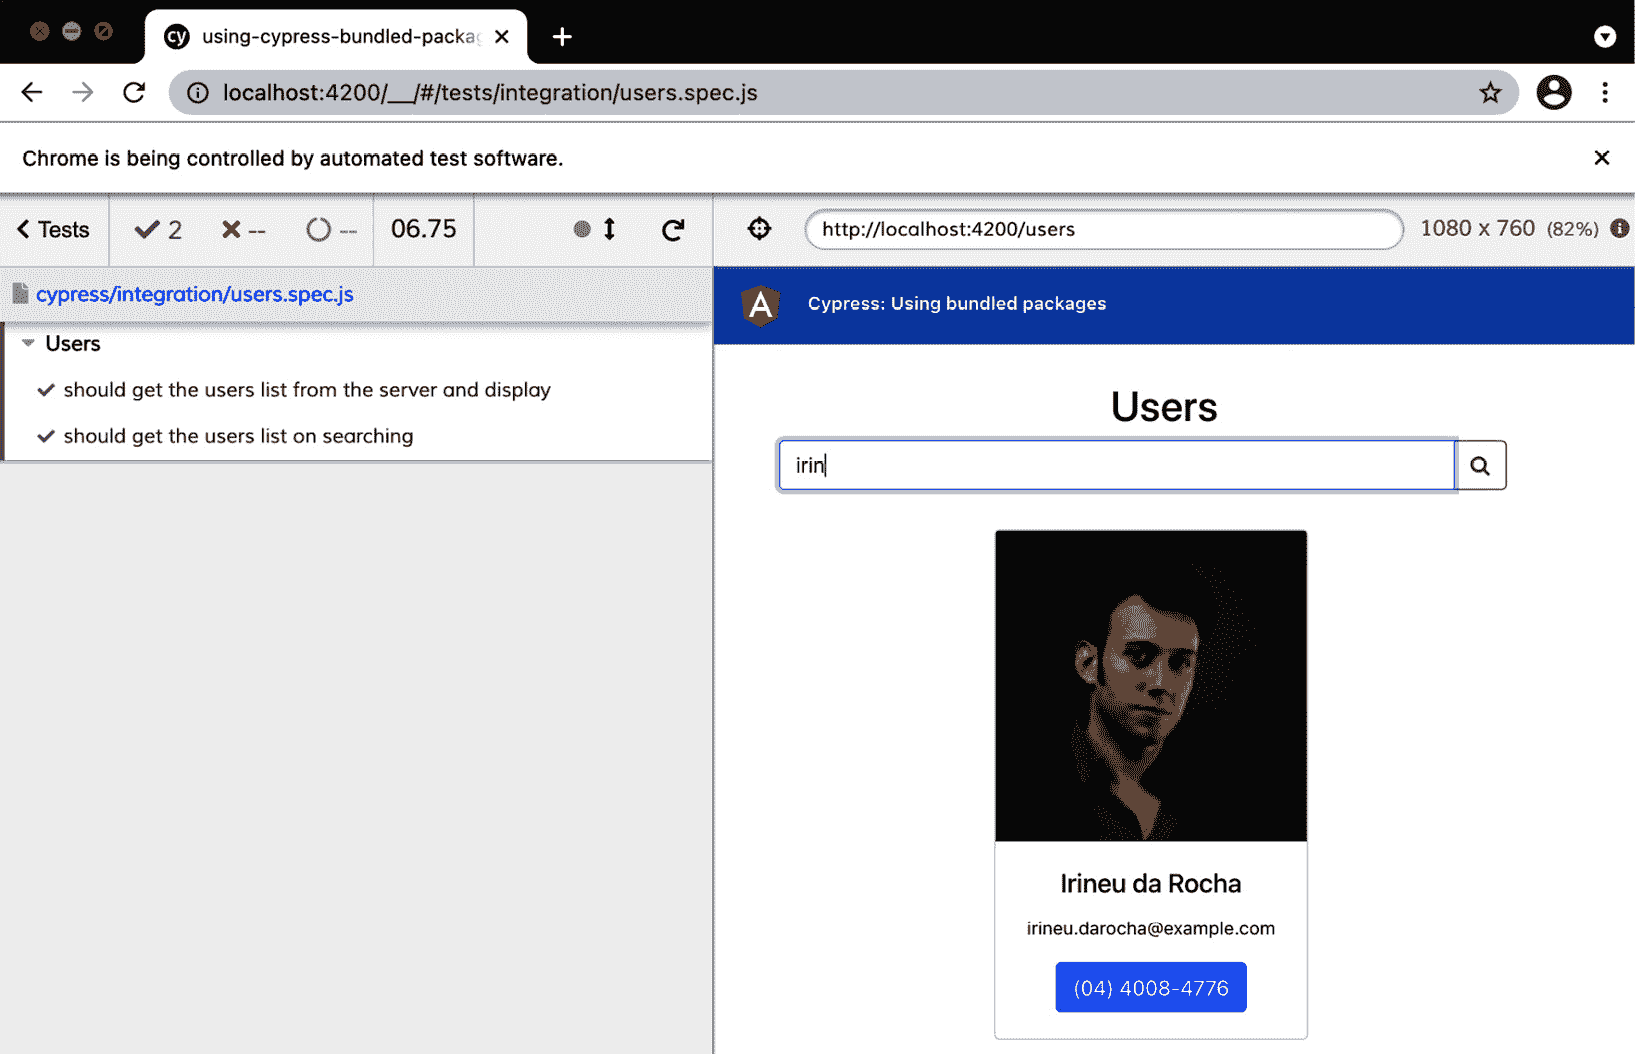 cy using-cypress-bundled-packag
localhost:4200/__/#/tests/integration/users.spec.js
Chrome is being controlled by automated test software.
Tests 2 -- -- 06.75
http://localhost:4200/users 1080 x 760 (82%)
cypress/integration/users.spec.js
Users
should get the users list from the server and display
should get the users list on searching
A Cypress: Using bundled packages
Users
irin
Irineu da Rocha
irineu.darocha@example.com
(04) 4008-4776